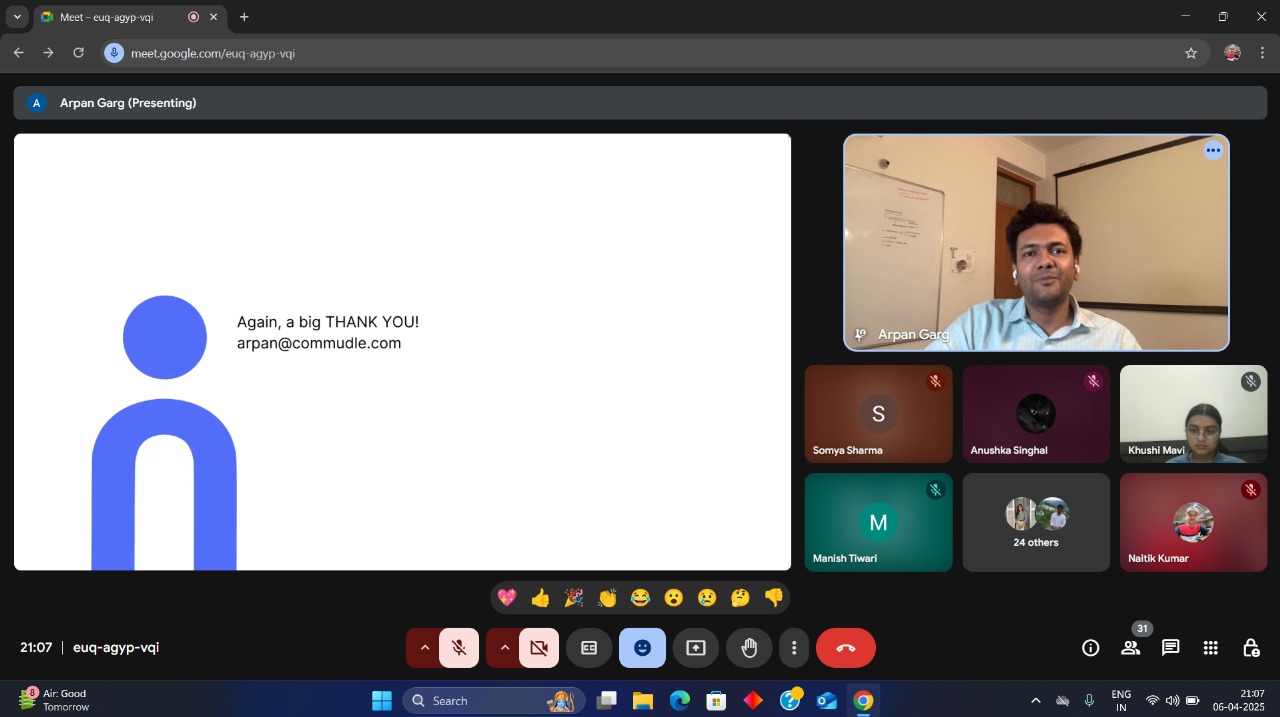 Meet – euq-agyp-vqi
meet.google.com/euq-agyp-vqi
A
Arpan Garg (Presenting)
Again, a big THANK YOU!
arpan@commudle.com
Arpan Garg
S
Somya Sharma
Anushka Singhal
Khushi Mavi
M
Manish Tiwari
24 others
Naitik Kumar
21:07
euq-agyp-vqi
31
8
Air: Good
Tomorrow
Search
ENG
IN
21:07
06-04-2025